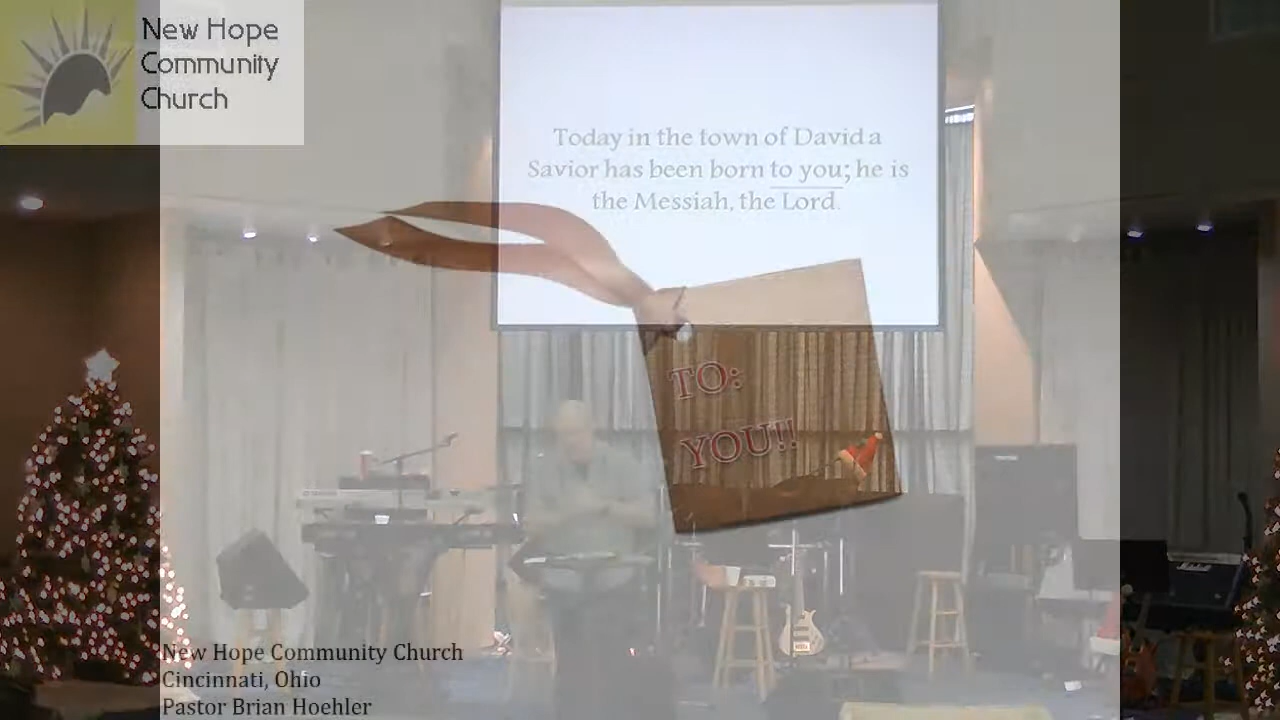 New Hope
Community
Church
Today in the town of David a
Savior has been born to you; he is
the Messiah, the Lord.
TO:
YOU!!
New Hope Community Church
Cincinnati, Ohio
Pastor Brian Hoehler